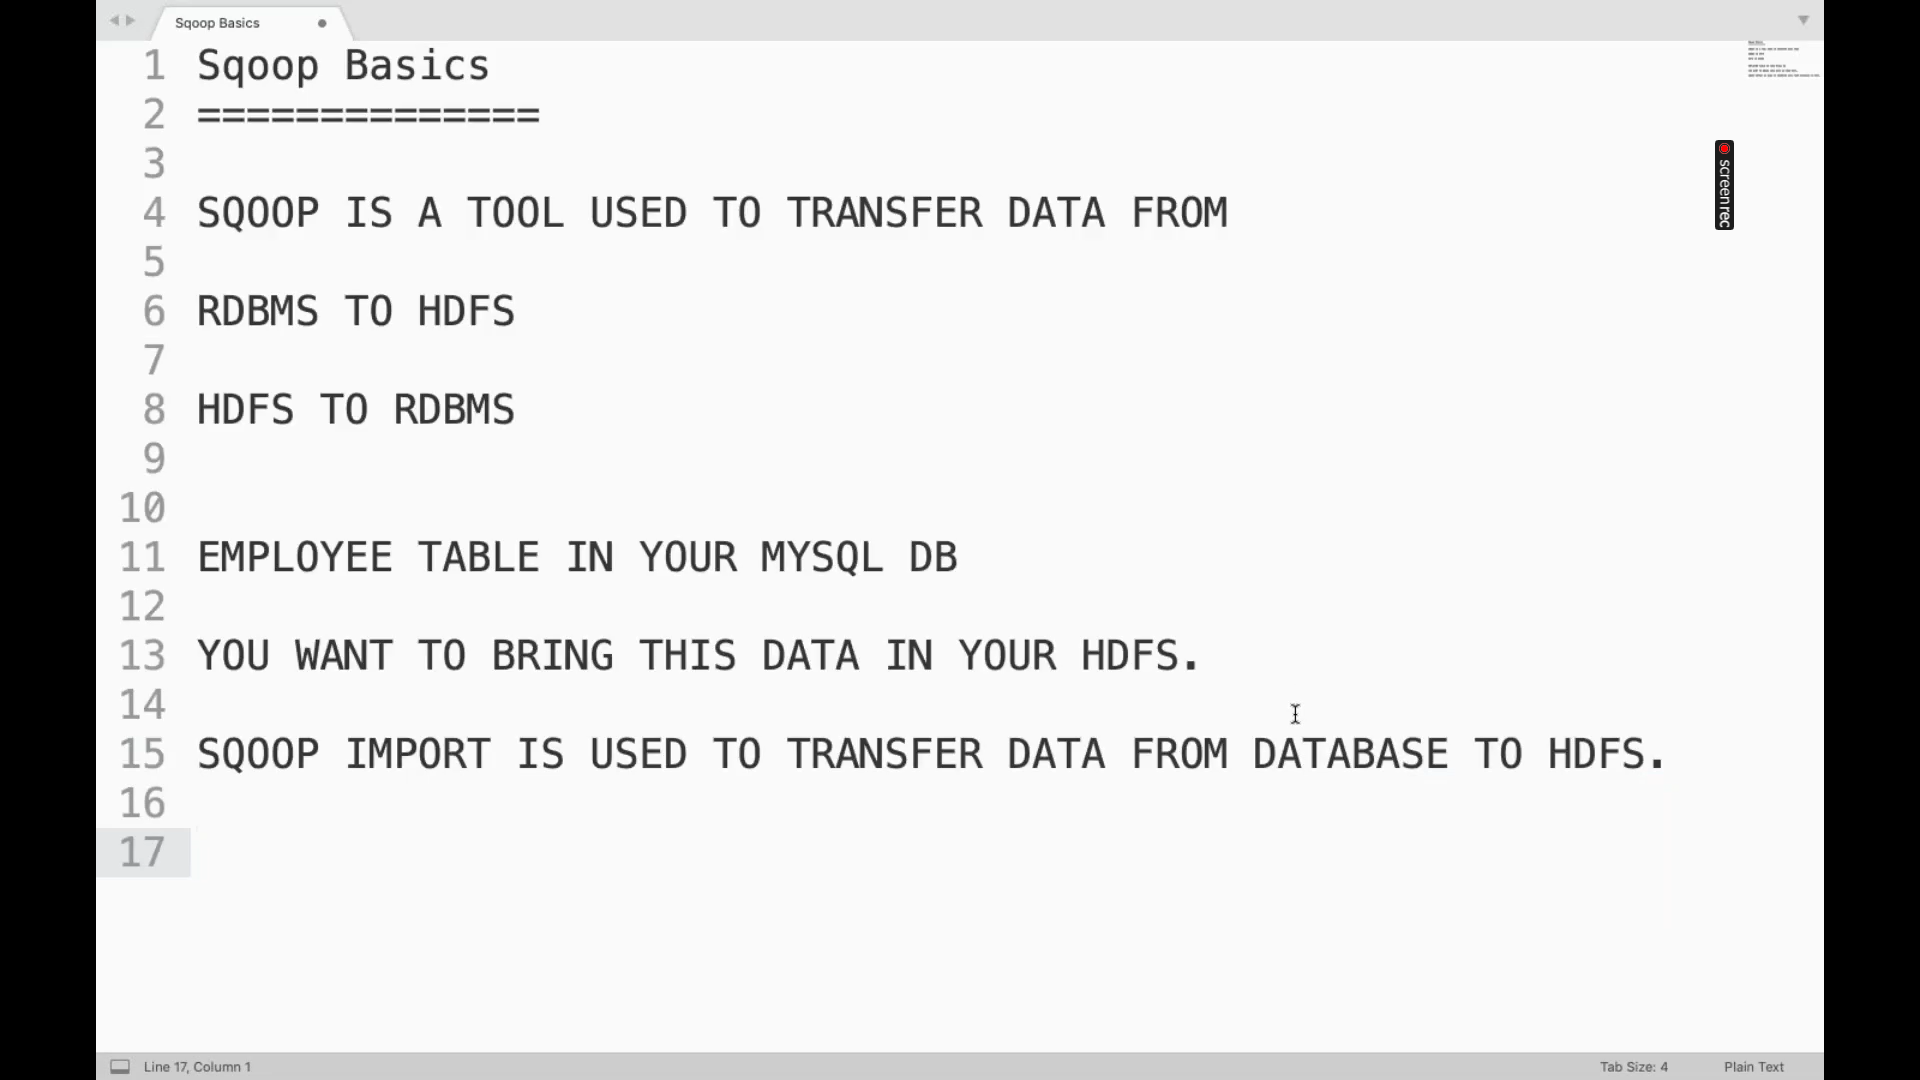 Sqoop Basics
1 Sqoop Basics
2 ==============
3
4 SQOOP IS A TOOL USED TO TRANSFER DATA FROM
5
6 RDBMS TO HDFS
7
8 HDFS TO RDBMS
9
10
11 EMPLOYEE TABLE IN YOUR MYSQL DB
12
13 YOU WANT TO BRING THIS DATA IN YOUR HDFS.
14
15 SQOOP IMPORT IS USED TO TRANSFER DATA FROM DATABASE TO HDFS.
16
17
screenrec
Line 17, Column 1
Tab Size: 4
Plain Text